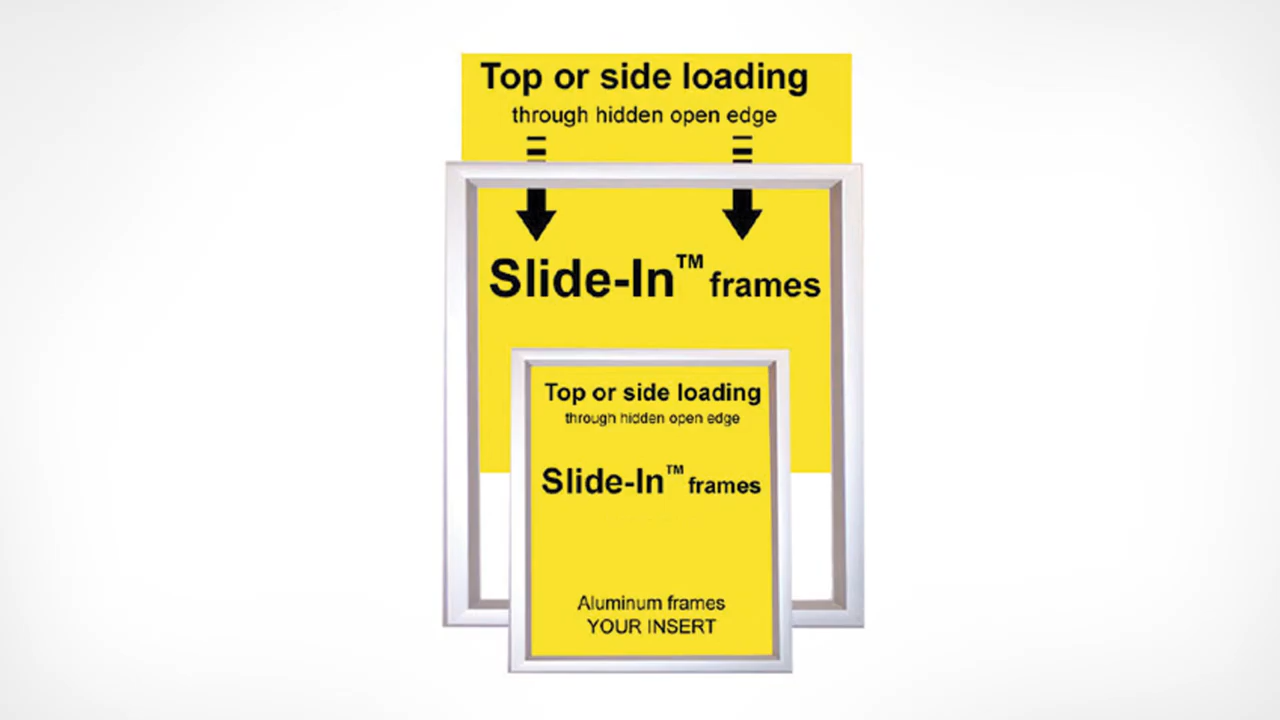 Top or side loading
through hidden open edge
Slide-In™ frames
Top or side loading
through hidden open edge
Slide-In™ frames
Aluminum frames
YOUR INSERT